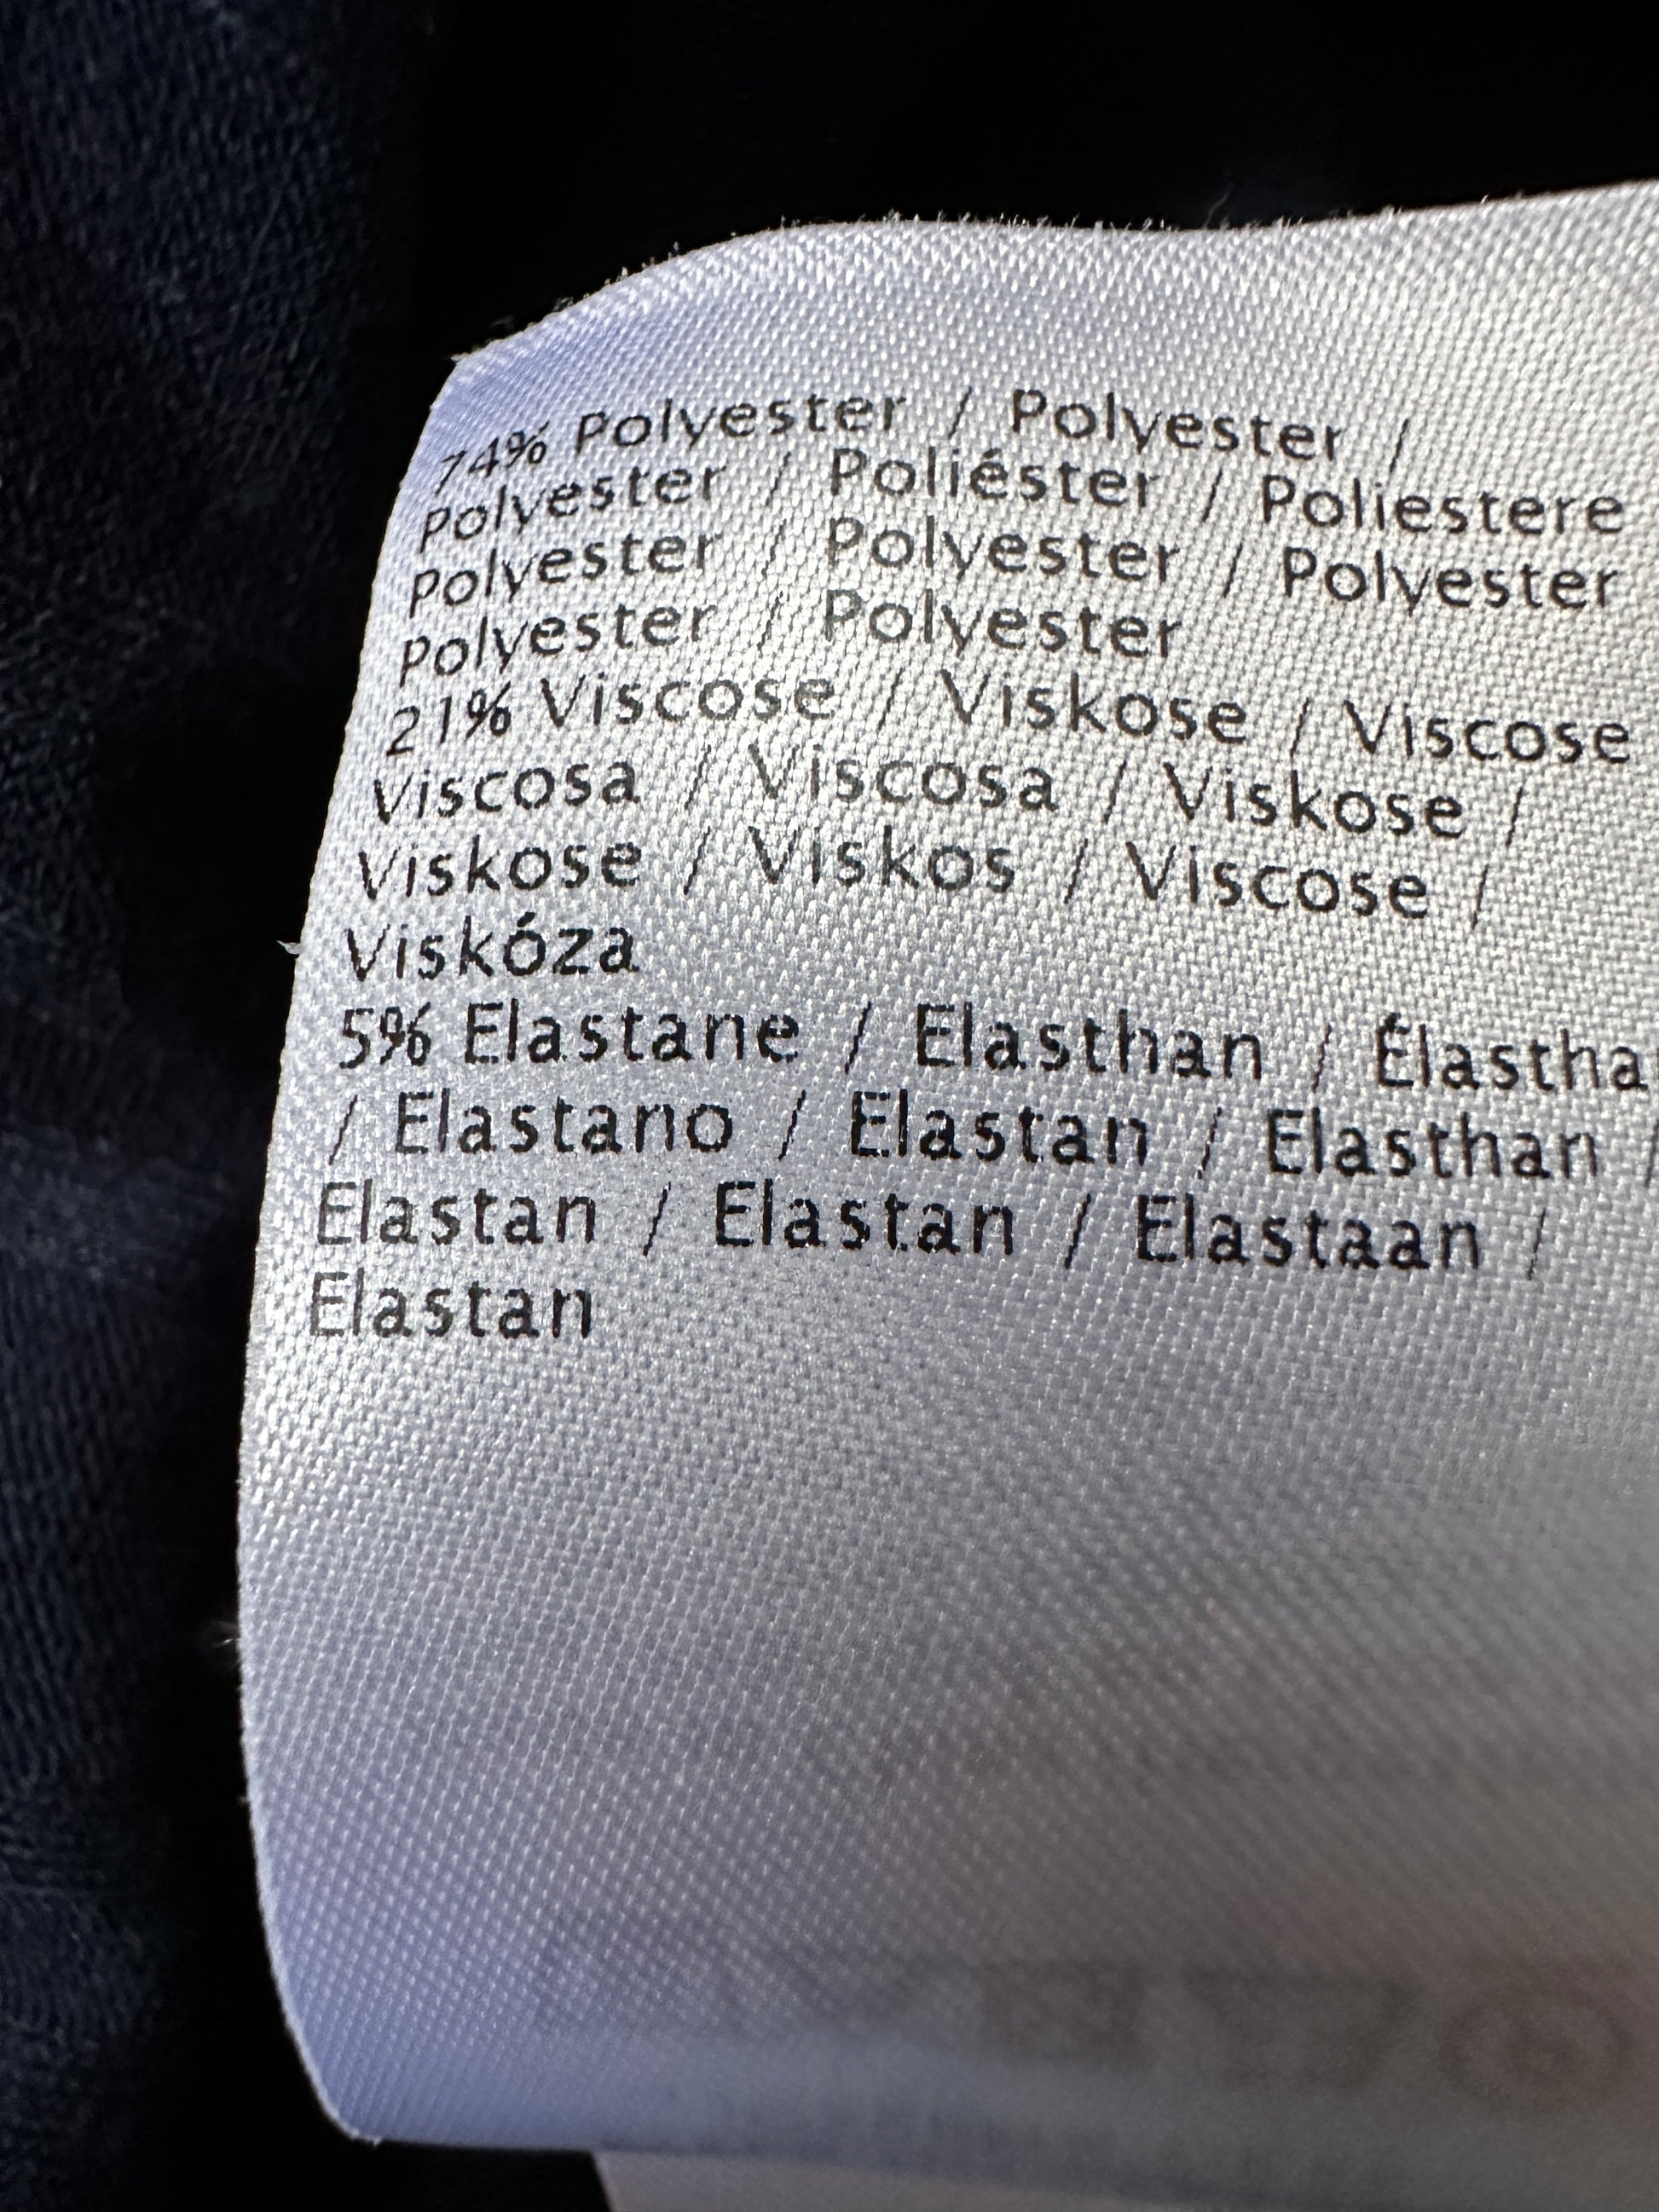 74% Polyester / Polyester /
Polyester / Poliéster / Poliestere
Polyester / Polyester / Polyester
Polyester / Polyester
21% Viscose / Viskose / Viscose
Viscosa / Viscosa / Viskose /
Viskose / Viskos / Viscose /
Viskóza
5% Elastane / Elasthan / Élastha
/ Elastano / Elastan / Elasthan /
Elastan / Elastan / Elastaan /
Elastan